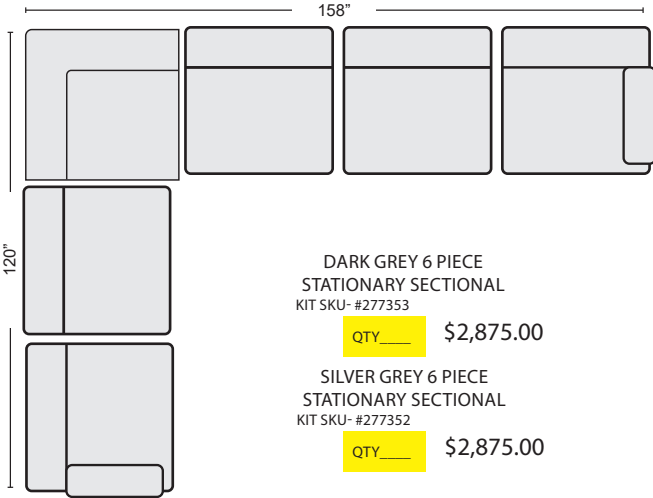 158”
120”
DARK GREY 6 PIECE
STATIONARY SECTIONAL
KIT SKU- #277353
QTY____ $2,875.00
SILVER GREY 6 PIECE
STATIONARY SECTIONAL
KIT SKU- #277352
QTY____ $2,875.00